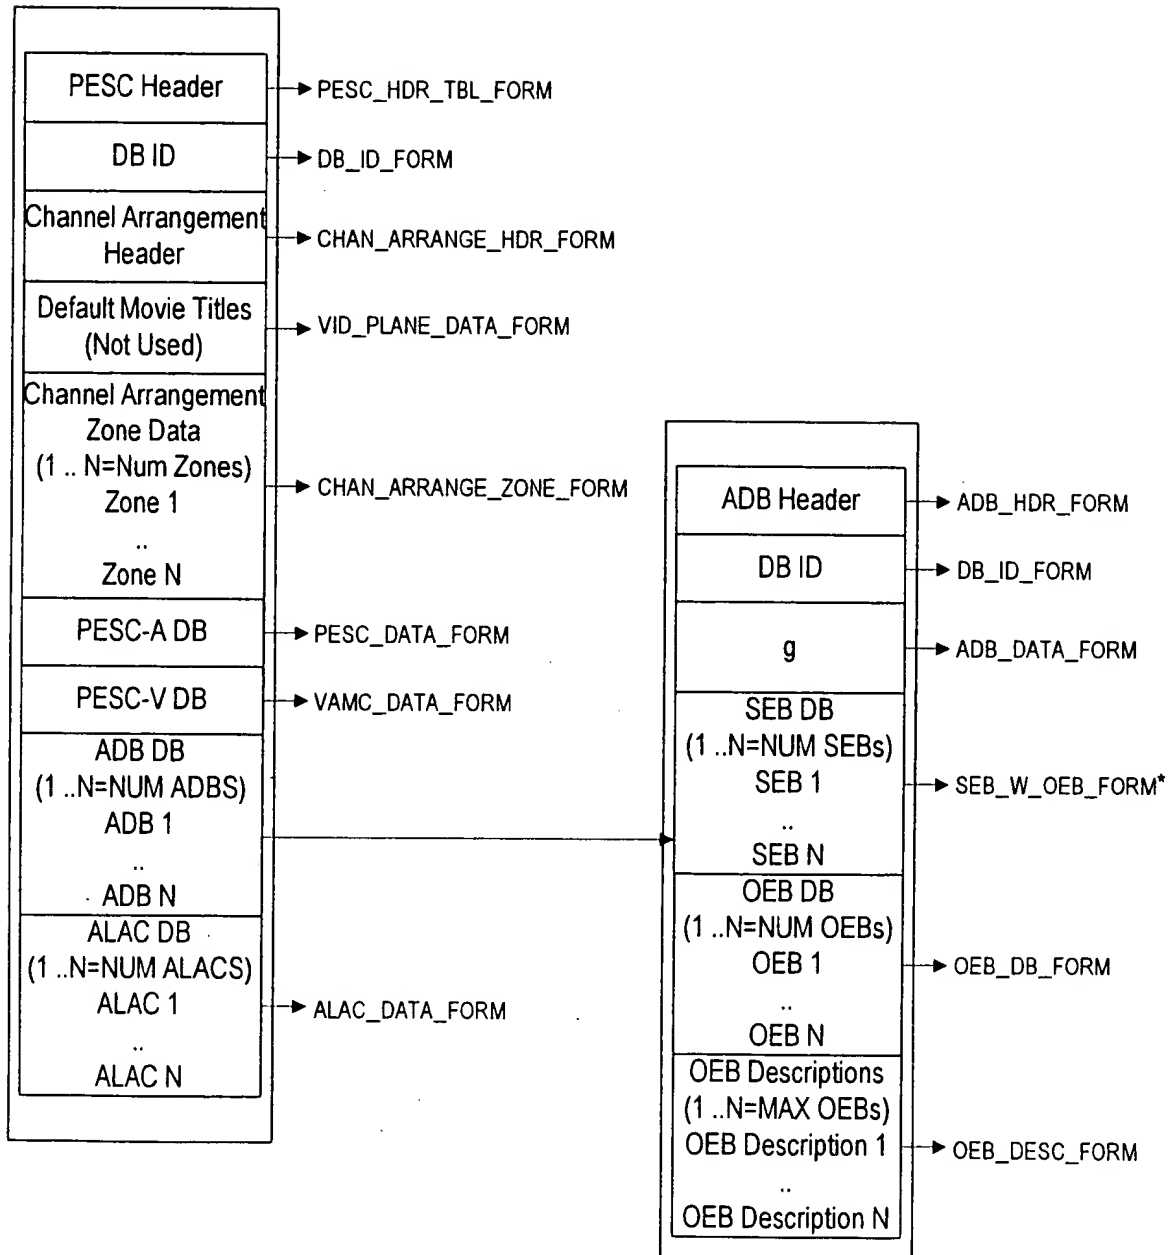 PESC Header
PESC_HDR_TBL_FORM
DB ID
DB_ID_FORM
Channel Arrangement
Header
CHAN_ARRANGE_HDR_FORM
Default Movie Titles
(Not Used)
VID_PLANE_DATA_FORM
Channel Arrangement
Zone Data
(1 .. N=Num Zones)
Zone 1
..
Zone N
CHAN_ARRANGE_ZONE_FORM
PESC-A DB
PESC_DATA_FORM
PESC-V DB
VAMC_DATA_FORM
ADB DB
(1 ..N=NUM ADBS)
ADB 1
..
ADB N
ALAC DB
(1 ..N=NUM ALACS)
ALAC 1
..
ALAC N
ALAC_DATA_FORM
ADB Header
ADB_HDR_FORM
DB ID
DB_ID_FORM
g
ADB_DATA_FORM
SEB DB
(1 ..N=NUM SEBs)
SEB 1
..
SEB N
SEB_W_OEB_FORM*
OEB DB
(1 ..N=NUM OEBs)
OEB 1
..
OEB N
OEB_DB_FORM
OEB Descriptions
(1 ..N=MAX OEBs)
OEB Description 1
..
OEB Description N
OEB_DESC_FORM